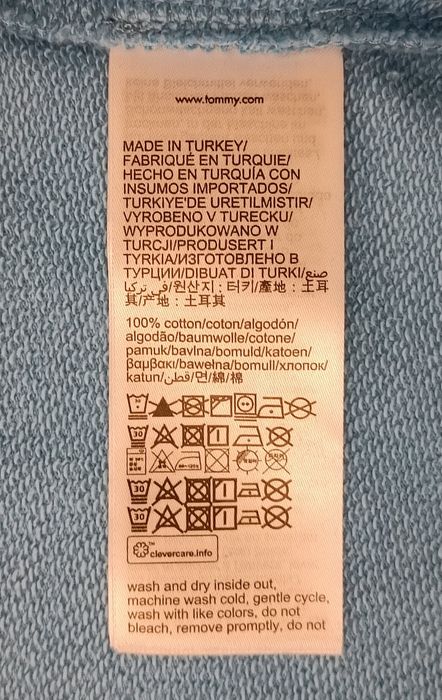 www.tommy.com
MADE IN TURKEY/
FABRIQUÉ EN TURQUIE/
HECHO EN TURQUÍA CON
INSUMOS IMPORTADOS/
TURKIYE'DE URETILMISTIR/
VYROBENO V TURECKU/
WYPRODUKOWANO W
TURCJI/PRODUSERT I
TYRKIA/ИЗГОТОВЛЕНО В
ТУРЦИИ/DIBUAT DI TURKI/صنع
في تركيا/원산지 : 터키/產地 : 土耳
其/产地 : 土耳其
100% cotton/coton/algodón/
algodão/baumwolle/cotone/
pamuk/bavlna/bomuld/katoen/
βαμβακι/bawełna/bomull/хлопок/
katun/قطن/면/綿/棉
30
30
30
clevercare.info
wash and dry inside out,
machine wash cold, gentle cycle,
wash with like colors, do not
bleach, remove promptly, do not